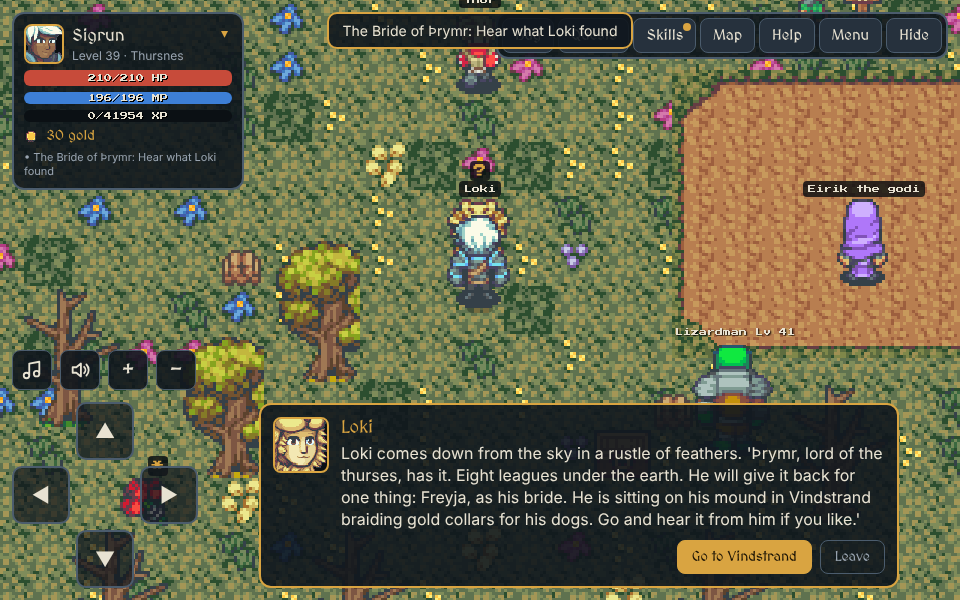 Sigrun
Level 39 · Thursnes
210/210 HP
196/196 MP
0/41954 XP
30 gold
• The Bride of Þrymr: Hear what Loki
found
The Bride of Þrymr: Hear what Loki found
Skills
Map
Help
Menu
Hide
?
Loki
Eirik the godi
Lizardman Lv 41
+
−
Loki
Loki comes down from the sky in a rustle of feathers. 'Þrymr, lord of the
thurses, has it. Eight leagues under the earth. He will give it back for
one thing: Freyja, as his bride. He is sitting on his mound in Vindstrand
braiding gold collars for his dogs. Go and hear it from him if you like.'
Go to Vindstrand
Leave